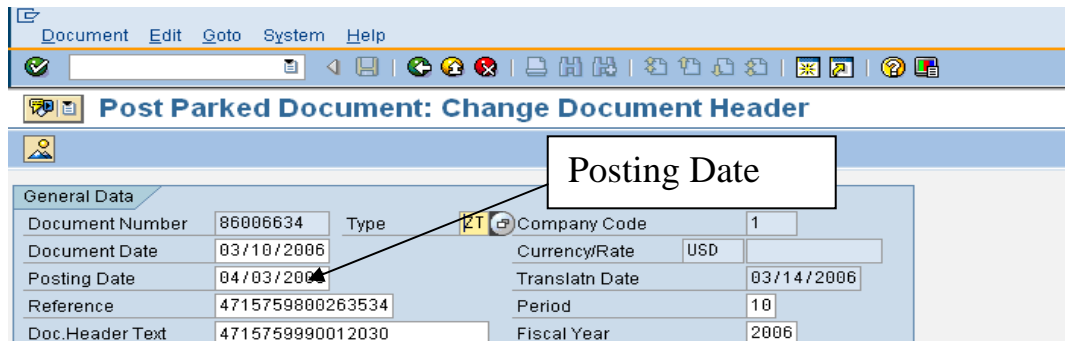 Document Edit Goto System Help
Post Parked Document: Change Document Header
Posting Date
General Data
Document Number 86006634 Type ZT Company Code 1
Document Date 03/10/2006 Currency/Rate USD
Posting Date 04/03/2006 Translatn Date 03/14/2006
Reference 4715759800263534 Period 10
Doc.Header Text 4715759990012030 Fiscal Year 2006